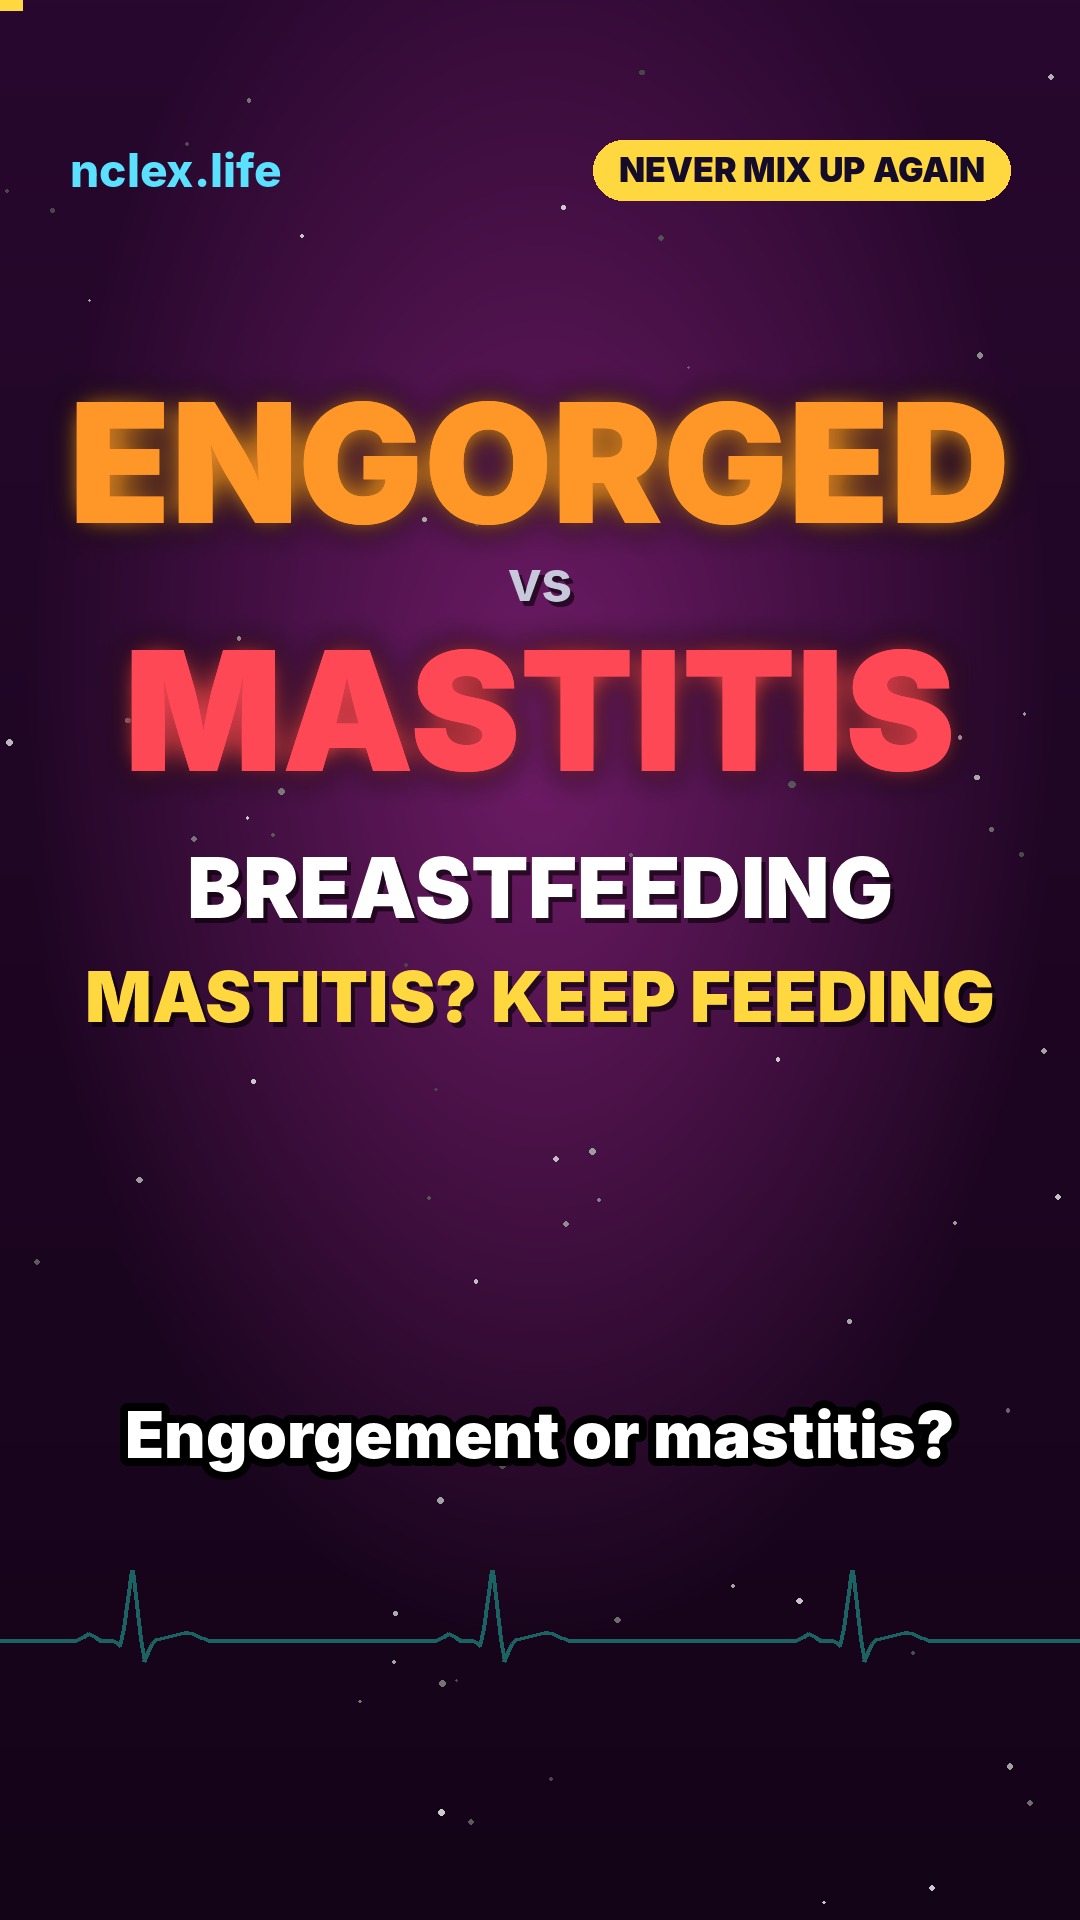 nclex.life
NEVER MIX UP AGAIN
ENGORGED
vs
MASTITIS
BREASTFEEDING
MASTITIS? KEEP FEEDING
Engorgement or mastitis?